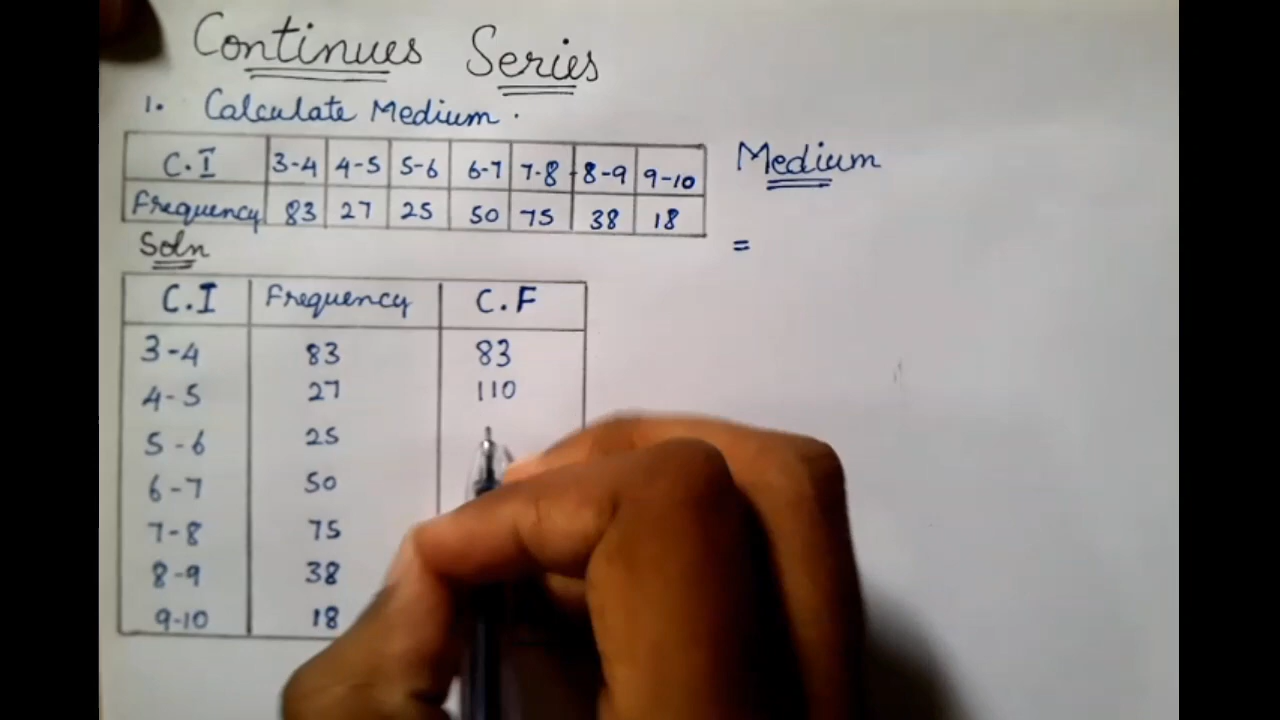 Continues Series
1. Calculate Medium.
C.I 3-4 4-5 5-6 6-7 7-8 8-9 9-10
Frequency 83 27 25 50 75 38 18
Medium
=
Soln
C.I Frequency C.F
3-4 83 83
4-5 27 110
5-6 25
6-7 50
7-8 75
8-9 38
9-10 18